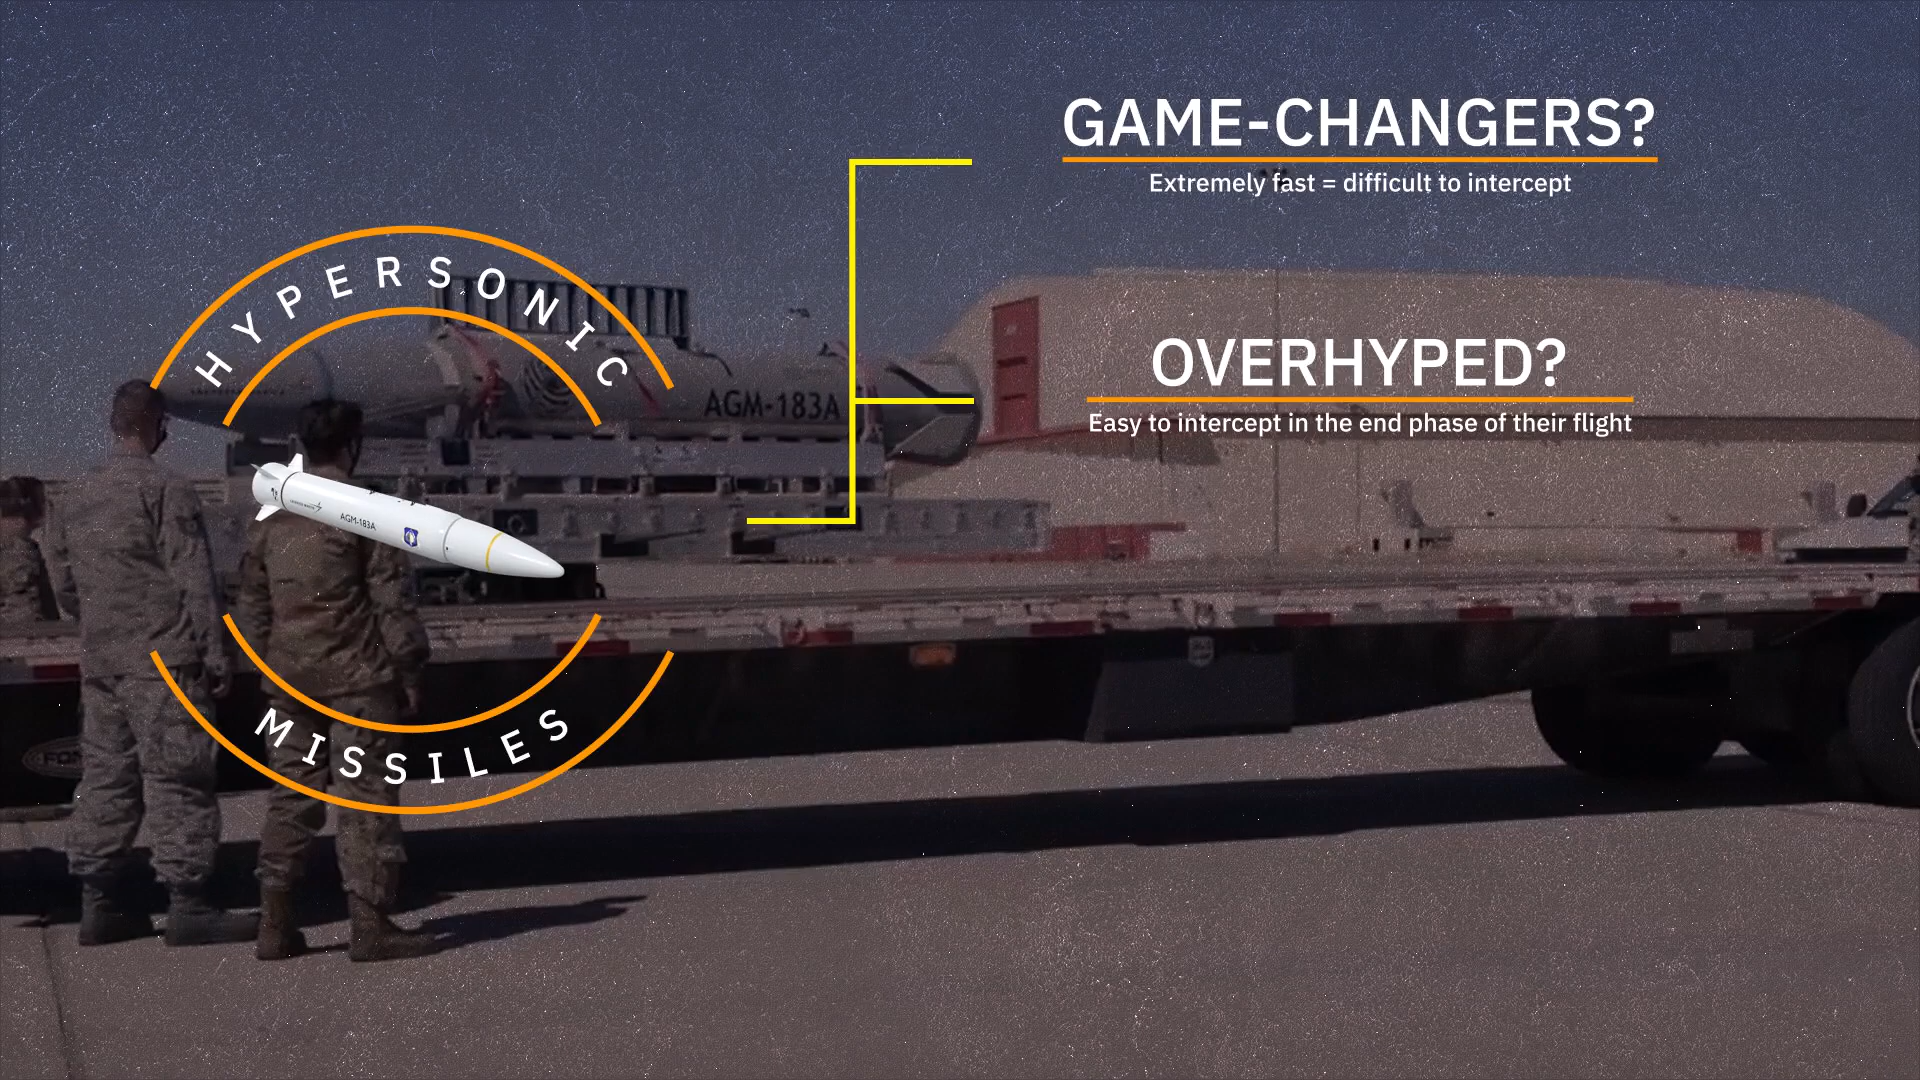 HYPERSONIC
MISSILES
GAME-CHANGERS?
Extremely fast = difficult to intercept
OVERHYPED?
Easy to intercept in the end phase of their flight
AGM-183A
AGM-183A